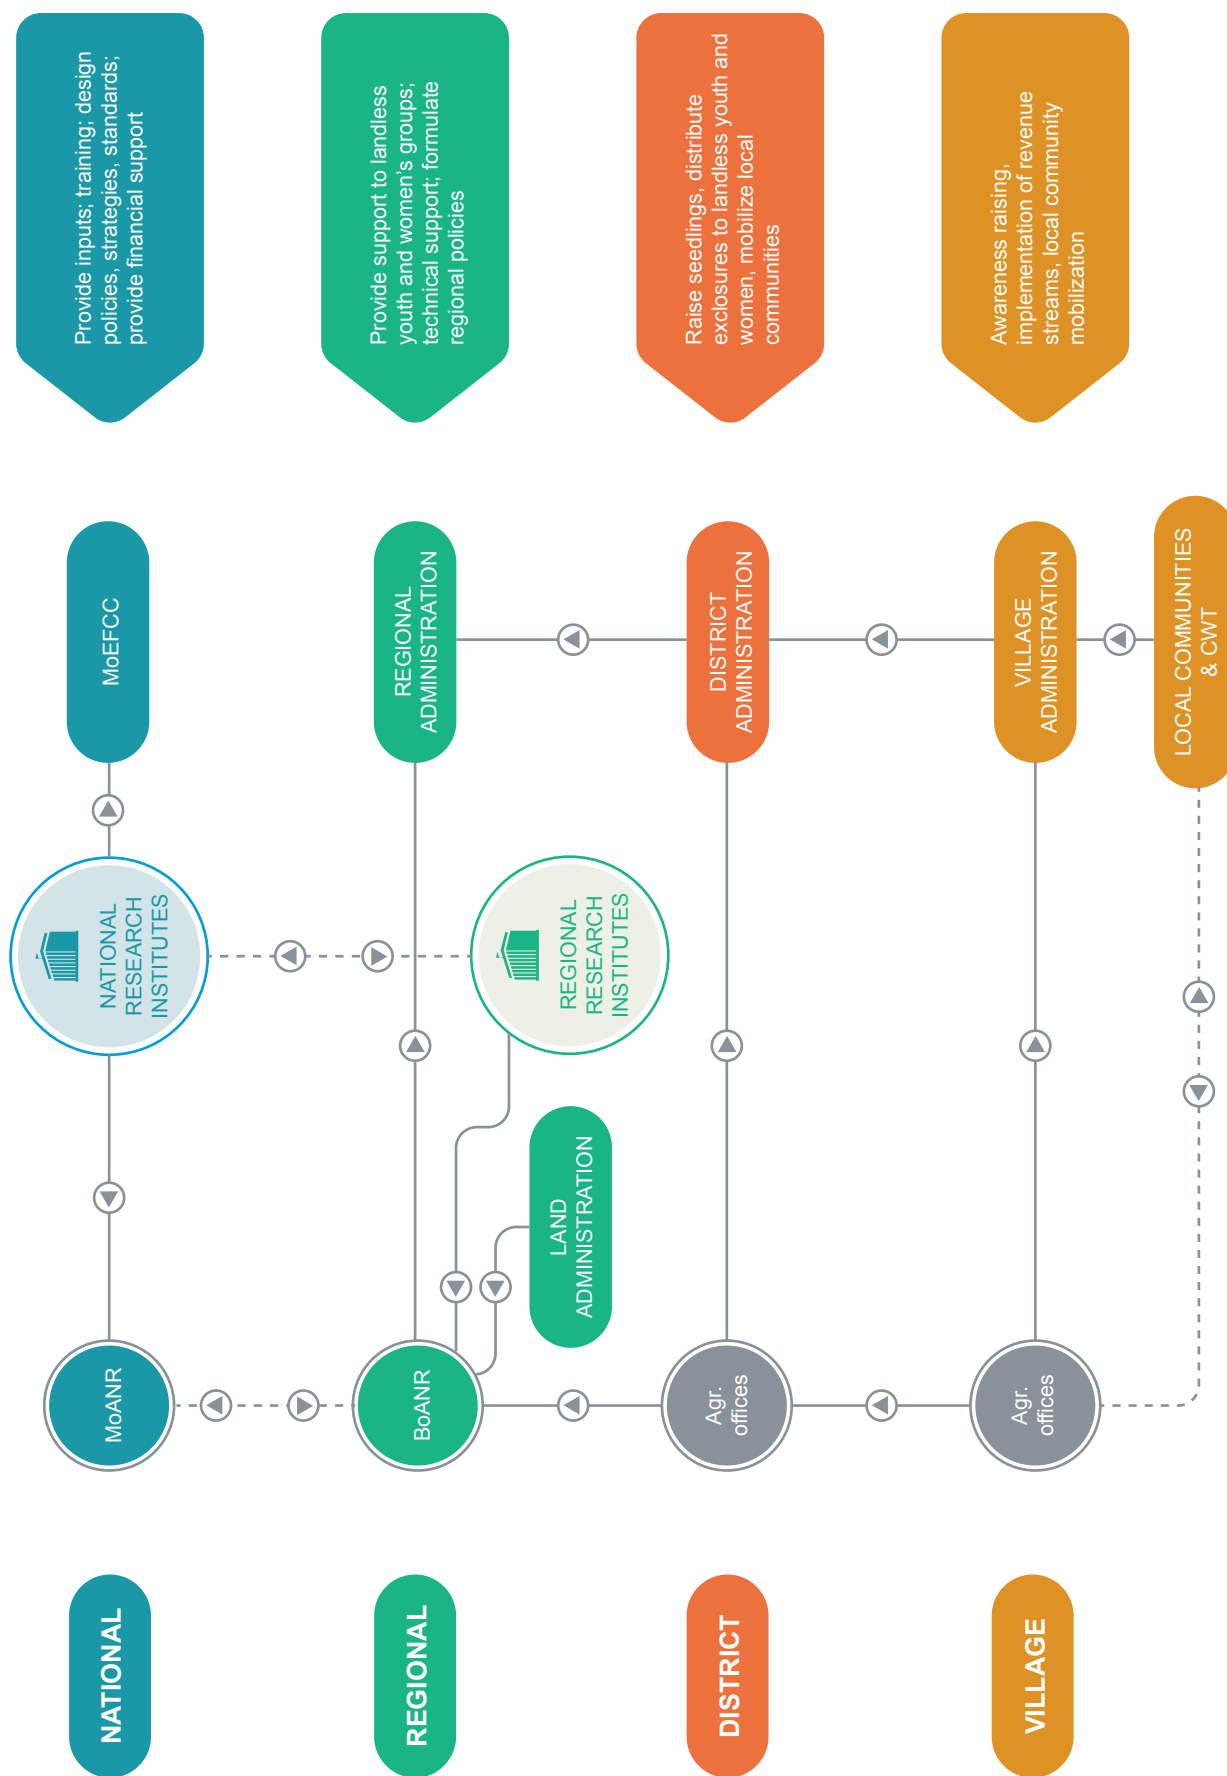 NATIONAL
MoANR
NATIONAL
RESEARCH
INSTITUTES
MoEFCC
Provide inputs; training; design
policies, strategies, standards;
provide financial support
REGIONAL
BoANR
LAND
ADMINISTRATION
REGIONAL
RESEARCH
INSTITUTES
REGIONAL
ADMINISTRATION
Provide support to landless
youth and women's groups;
technical support; formulate
regional policies
DISTRICT
Agr.
offices
DISTRICT
ADMINISTRATION
Raise seedlings, distribute
exclosures to landless youth and
women, mobilize local
communities
VILLAGE
Agr.
offices
VILLAGE
ADMINISTRATION
Awareness raising,
implementation of revenue
streams, local community
mobilization
LOCAL COMMUNITIES
& CWT